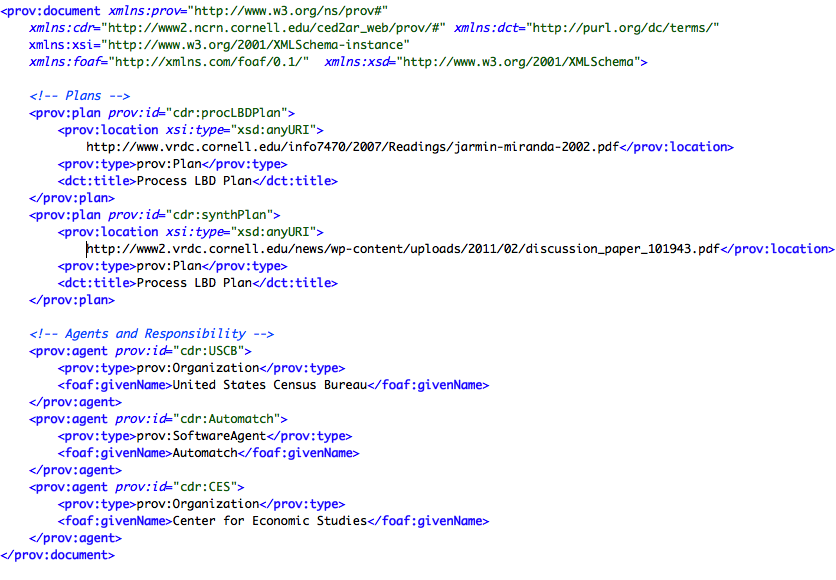 <prov:document xmlns:prov="http://www.w3.org/ns/prov#"
xmlns:cdr="http://www2.ncrn.cornell.edu/ced2ar_web/prov/#" xmlns:dct="http://purl.org/dc/terms/"
xmlns:xsi="http://www.w3.org/2001/XMLSchema-instance"
xmlns:foaf="http://xmlns.com/foaf/0.1/" xmlns:xsd="http://www.w3.org/2001/XMLSchema">
<!-- Plans -->
<prov:plan prov:id="cdr:procLBDPlan">
<prov:location xsi:type="xsd:anyURI">
http://www.vrdc.cornell.edu/info7470/2007/Readings/jarmin-miranda-2002.pdf</prov:location>
<prov:type>prov:Plan</prov:type>
<dct:title>Process LBD Plan</dct:title>
</prov:plan>
<prov:plan prov:id="cdr:synthPlan">
<prov:location xsi:type="xsd:anyURI">
http://www2.vrdc.cornell.edu/news/wp-content/uploads/2011/02/discussion_paper_101943.pdf</prov:location>
<prov:type>prov:Plan</prov:type>
<dct:title>Process LBD Plan</dct:title>
</prov:plan>
<!-- Agents and Responsibility -->
<prov:agent prov:id="cdr:USCB">
<prov:type>prov:Organization</prov:type>
<foaf:givenName>United States Census Bureau</foaf:givenName>
</prov:agent>
<prov:agent prov:id="cdr:Automatch">
<prov:type>prov:SoftwareAgent</prov:type>
<foaf:givenName>Automatch</foaf:givenName>
</prov:agent>
<prov:agent prov:id="cdr:CES">
<prov:type>prov:Organization</prov:type>
<foaf:givenName>Center for Economic Studies</foaf:givenName>
</prov:agent>
</prov:document>